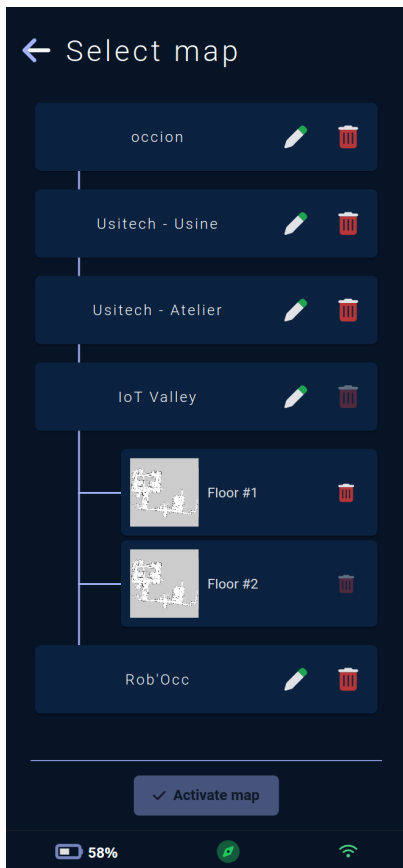 Select map
occion
Usitech - Usine
Usitech - Atelier
IoT Valley
Floor #1
Floor #2
Rob'Occ
Activate map
58%